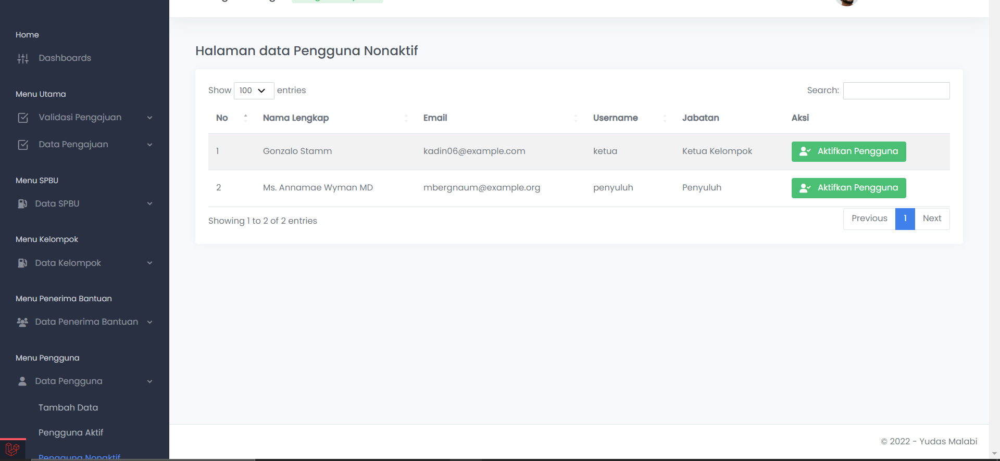 Home
Dashboards
Menu Utama
Validasi Pengajuan
Data Pengajuan
Menu SPBU
Data SPBU
Menu Kelompok
Data Kelompok
Menu Penerima Bantuan
Data Penerima Bantuan
Menu Pengguna
Data Pengguna
Tambah Data
Pengguna Aktif
Pengguna Nonaktif
Halaman data Pengguna Nonaktif
Show 100 entries
Search:
No Nama Lengkap Email Username Jabatan Aksi
1 Gonzalo Stamm kadin06@example.com ketua Ketua Kelompok Aktifkan Pengguna
2 Ms. Annamae Wyman MD mbergnaum@example.org penyuluh Penyuluh Aktifkan Pengguna
Showing 1 to 2 of 2 entries
Previous 1 Next
© 2022 - Yudas Malabi